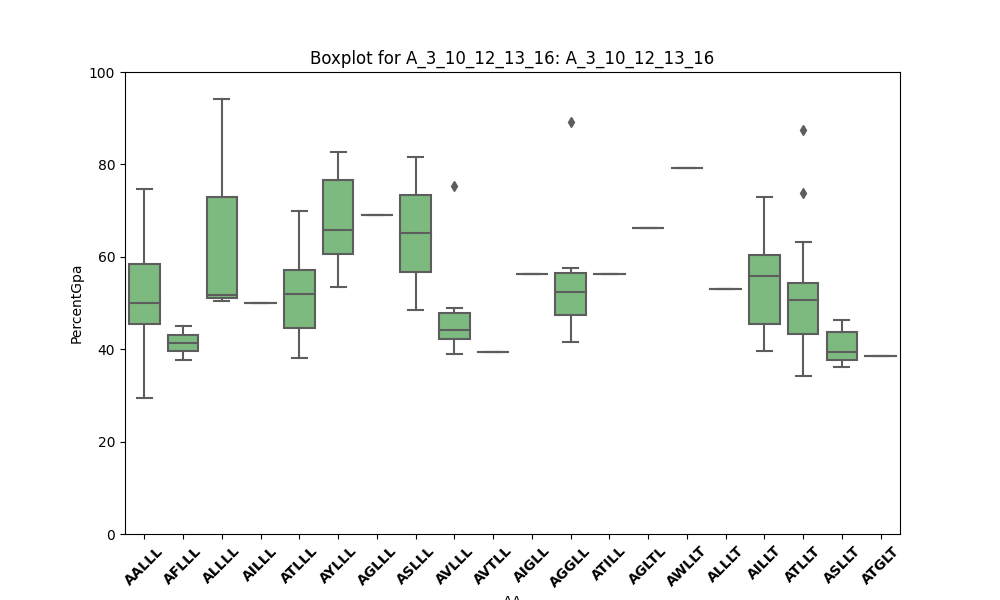 Boxplot for A_3_10_12_13_16: A_3_10_12_13_16
PercentGpa
100
80
60
40
20
0
AALLL
AFLLL
ALLLL
AILLL
ATLLL
AYLLL
AGLLL
ASLLL
AVLLL
AVTLL
AIGLL
AGGLL
ATILL
AGLTL
AWLLT
ALLLT
AILLT
ATLLT
ASLLT
ATGLT
AA